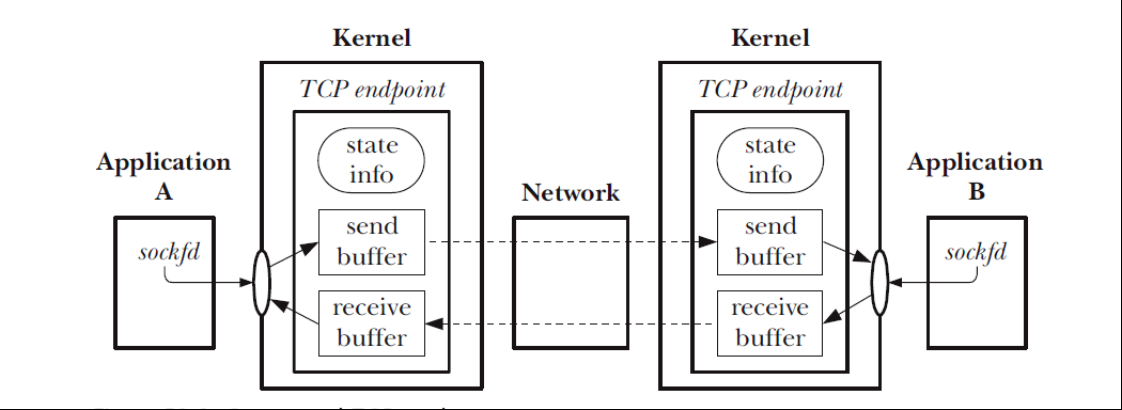 Kernel
Kernel
TCP endpoint
TCP endpoint
state
info
state
info
Application
A
Network
Application
B
sockfd
send
buffer
send
buffer
sockfd
receive
buffer
receive
buffer